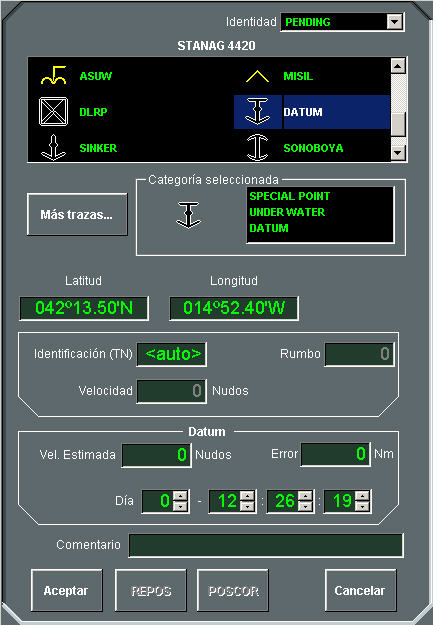 Identidad PENDING
STANAG 4420
ASUW MISIL
DLRP DATUM
SINKER SONOBOYA
Categoría seleccionada
Más trazas...
SPECIAL POINT
UNDER WATER
DATUM
Latitud Longitud
042º13.50'N 014º52.40'W
Identificación (TN) <auto> Rumbo 0
Velocidad 0 Nudos
Datum
Vel. Estimada 0 Nudos Error 0 Nm
Día 0 - 12 : 26 : 19
Comentario
Aceptar REPOS POSCOR Cancelar